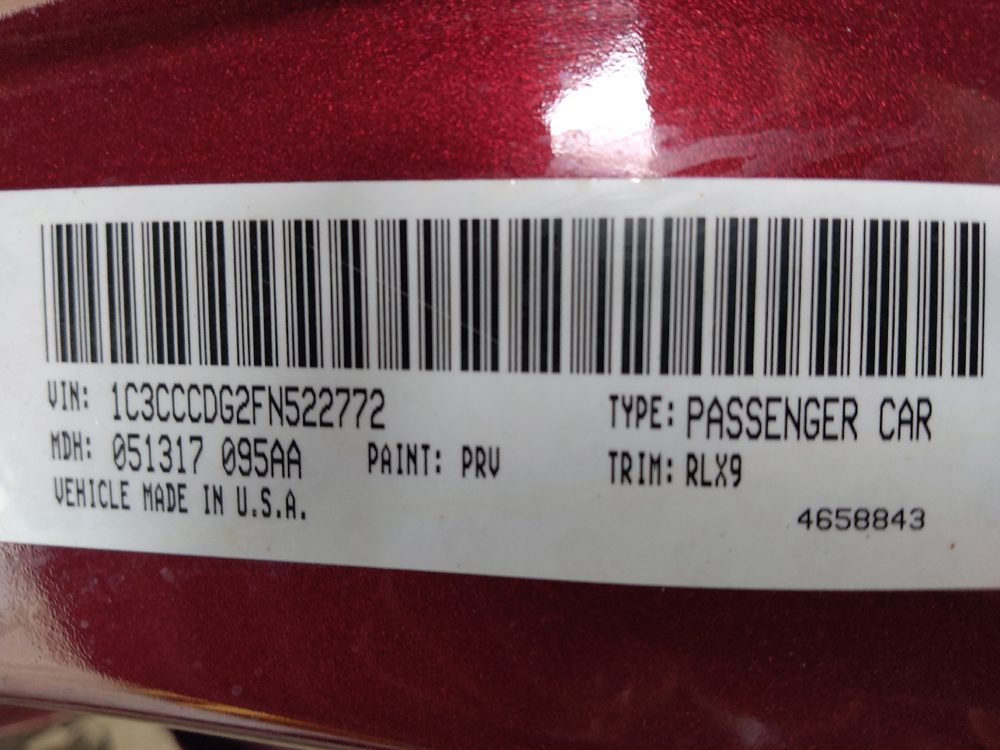 VIN: 1C3CCCDG2FN522772
MDH: 051317 095AA PAINT: PRV
VEHICLE MADE IN U.S.A.
TYPE: PASSENGER CAR
TRIM: RLX9
4658843